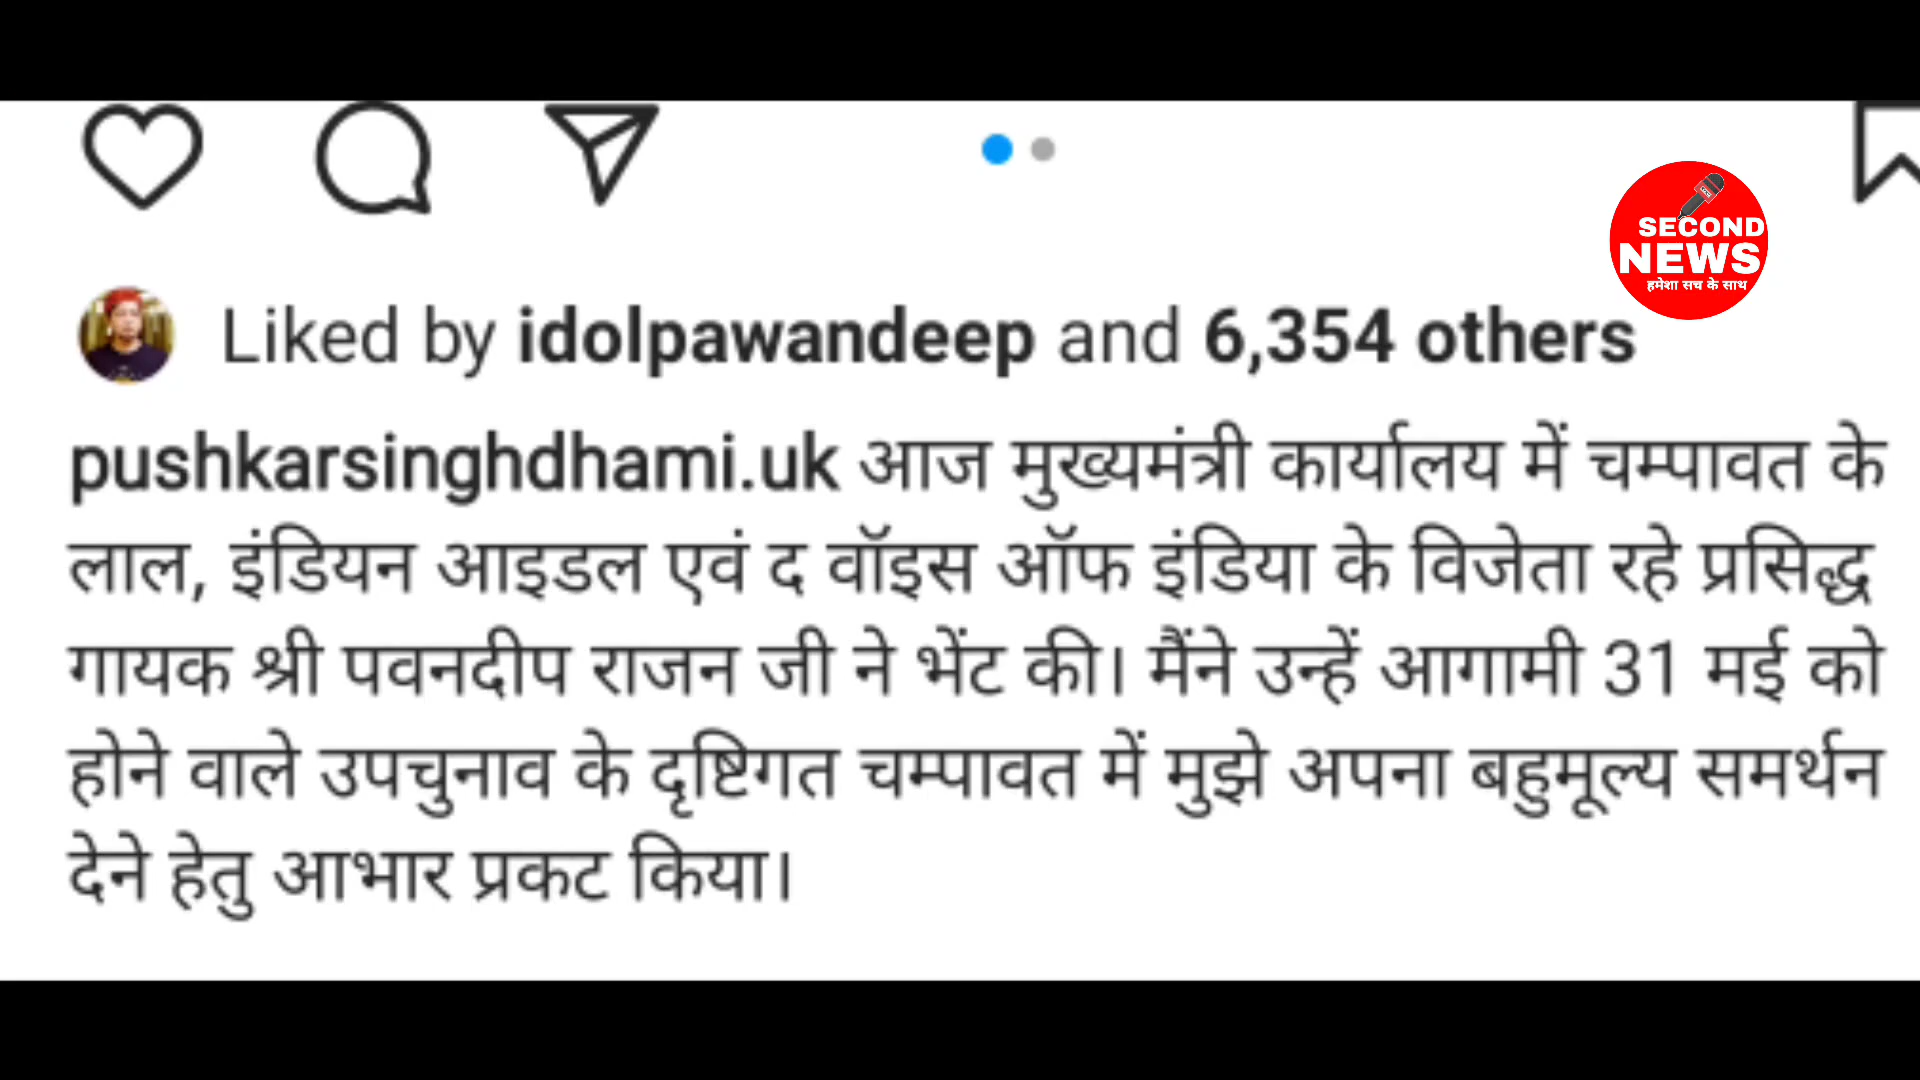 SECOND
NEWS
हमेशा सच के साथ
Liked by idolpawandeep and 6,354 others
pushkarsinghdhami.uk आज मुख्यमंत्री कार्यालय में चम्पावत के
लाल, इंडियन आइडल एवं द वॉइस ऑफ इंडिया के विजेता रहे प्रसिद्ध
गायक श्री पवनदीप राजन जी ने भेंट की। मैंने उन्हें आगामी 31 मई को
होने वाले उपचुनाव के दृष्टिगत चम्पावत में मुझे अपना बहुमूल्य समर्थन
देने हेतु आभार प्रकट किया।